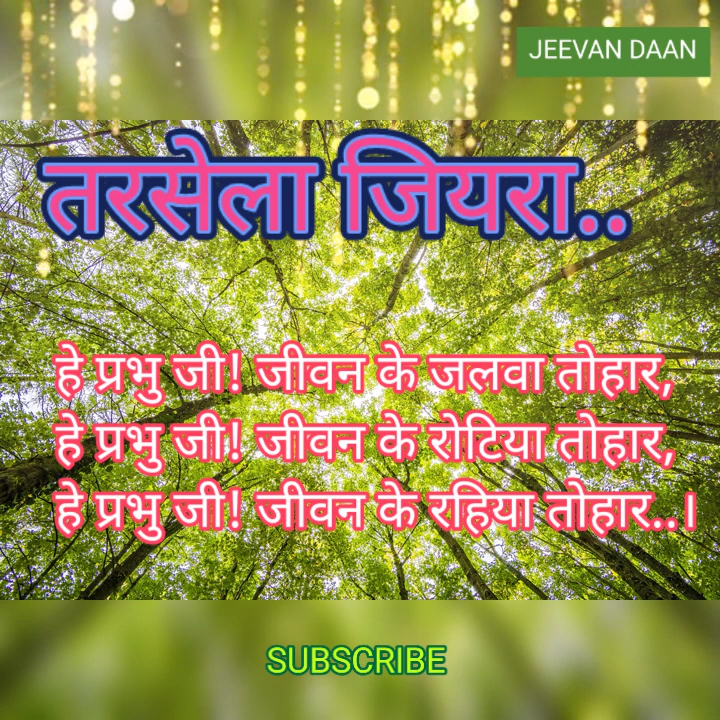 JEEVAN DAAN
तरसेला जियरा..
हे प्रभु जी! जीवन के जलवा तोहार,
हे प्रभु जी! जीवन के रोटिया तोहार,
हे प्रभु जी! जीवन के रहिया तोहार..।
SUBSCRIBE